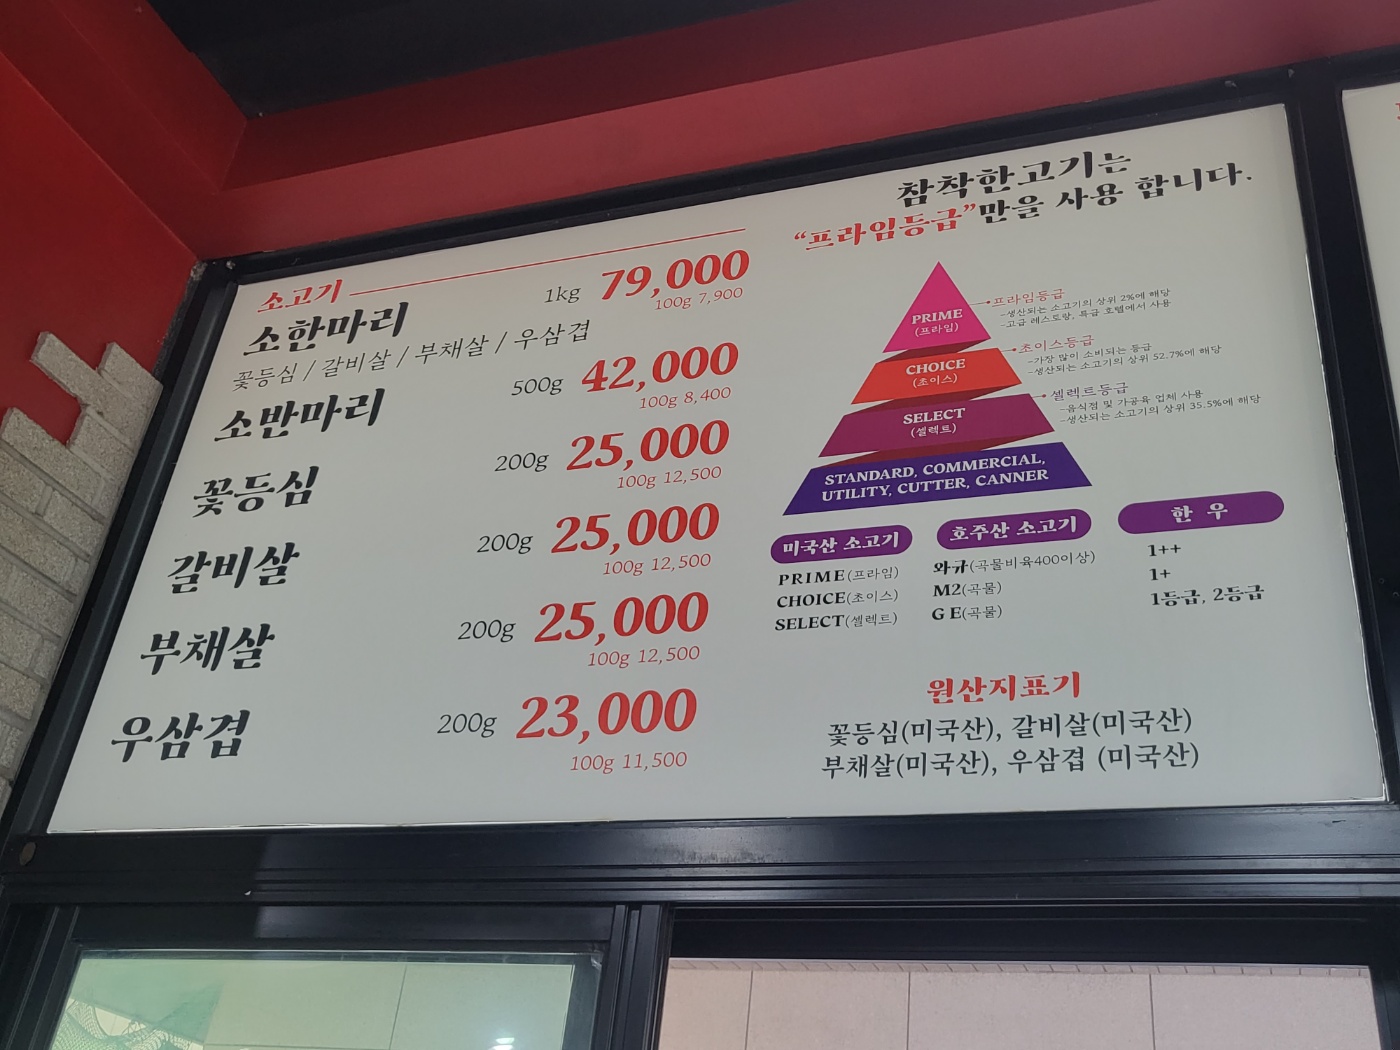 소고기
소한마리 1kg 79,000
100g 7,900
꽃등심 / 갈비살 / 부채살 / 우삼겹
소반마리 500g 42,000
100g 8,400
꽃등심 200g 25,000
100g 12,500
갈비살 200g 25,000
100g 12,500
부채살 200g 25,000
100g 12,500
우삼겹 200g 23,000
100g 11,500
참착한고기는
“프라임등급”만을 사용 합니다.
PRIME
(프라임)
프라임등급
-생산되는 소고기의 상위 2%에 해당
-고급 레스토랑, 특급 호텔에서 사용
CHOICE
(초이스)
초이스등급
-가장 많이 소비되는 등급
-생산되는 소고기의 상위 52.7%에 해당
SELECT
(셀렉트)
셀렉트등급
-음식점 및 가공육 업체 사용
-생산되는 소고기의 상위 35.5%에 해당
STANDARD, COMMERCIAL,
UTILITY, CUTTER, CANNER
미국산 소고기
PRIME(프라임)
CHOICE(초이스)
SELECT(셀렉트)
호주산 소고기
와규(곡물비육400이상)
M2(곡물)
G E(곡물)
한 우
1++
1+
1등급, 2등급
원산지표기
꽃등심(미국산), 갈비살(미국산)
부채살(미국산), 우삼겹 (미국산)